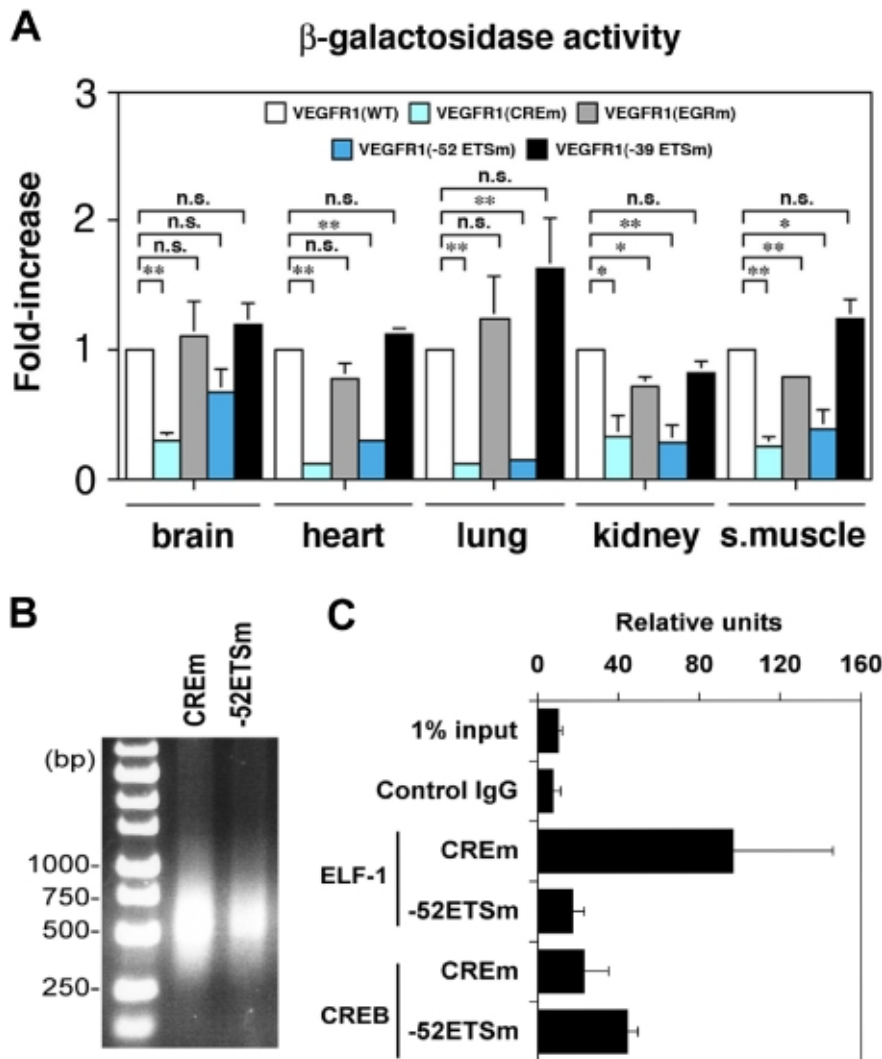 A
β-galactosidase activity
3
2
1
0
Fold-increase
VEGFR1(WT) VEGFR1(CREm) VEGFR1(EGRm)
VEGFR1(-52 ETSm) VEGFR1(-39 ETSm)
n.s.
n.s.
n.s.
**
n.s.
**
n.s.
**
n.s.
**
n.s.
**
n.s.
**
*
*
n.s.
*
**
**
brain heart lung kidney s.muscle
B
CREm
-52ETSm
(bp)
1000-
750-
500-
250-
C
Relative units
0 40 80 120 160
1% input
Control IgG
ELF-1
CREm
-52ETSm
CREB
CREm
-52ETSm